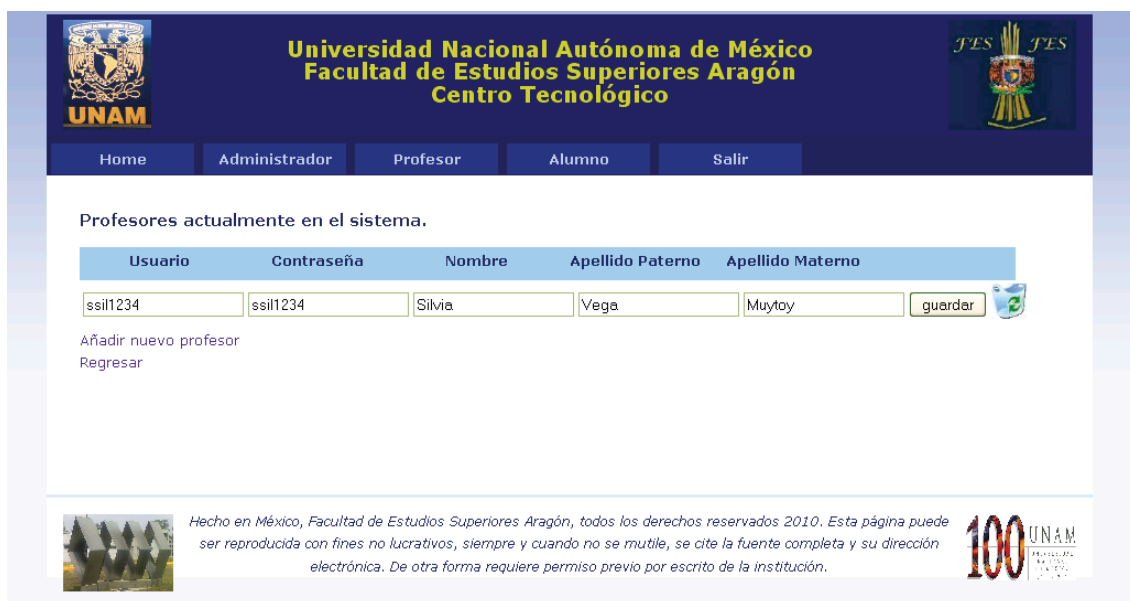 UNAM
Universidad Nacional Autónoma de México
Facultad de Estudios Superiores Aragón
Centro Tecnológico
FES FES
Home Administrador Profesor Alumno Salir
Profesores actualmente en el sistema.
Usuario Contraseña Nombre Apellido Paterno Apellido Materno
ssil1234 ssil1234 Silvia Vega Muytoy guardar
Añadir nuevo profesor
Regresar
Hecho en México, Facultad de Estudios Superiores Aragón, todos los derechos reservados 2010. Esta página puede
ser reproducida con fines no lucrativos, siempre y cuando no se mutile, se cite la fuente completa y su dirección
electrónica. De otra forma requiere permiso previo por escrito de la institución.
100 UNAM